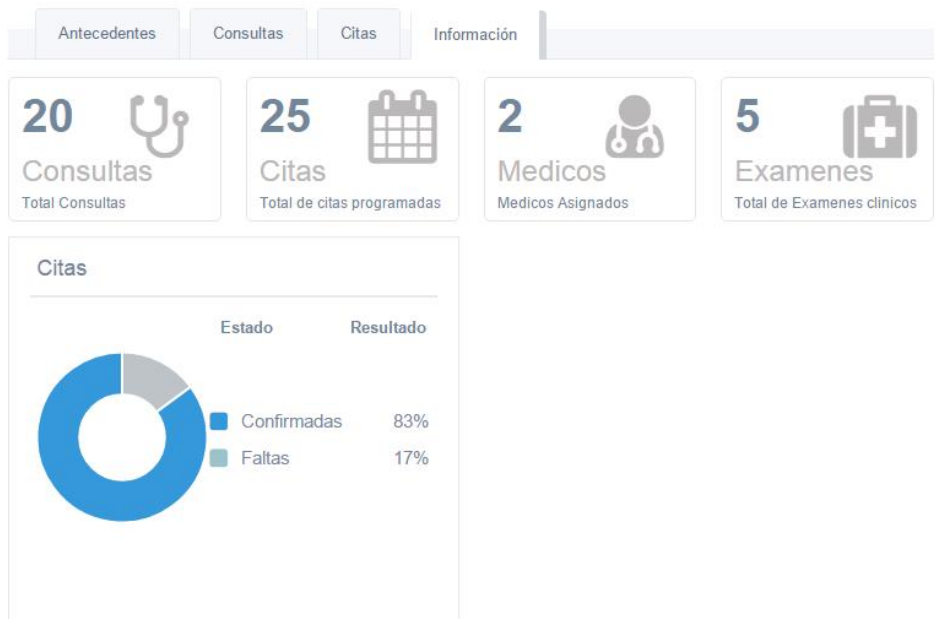 Antecedentes
Consultas
Citas
Información
20
Consultas
Total Consultas
25
Citas
Total de citas programadas
2
Medicos
Medicos Asignados
5
Examenes
Total de Examenes clinicos
Citas
Estado Resultado
Confirmadas 83%
Faltas 17%